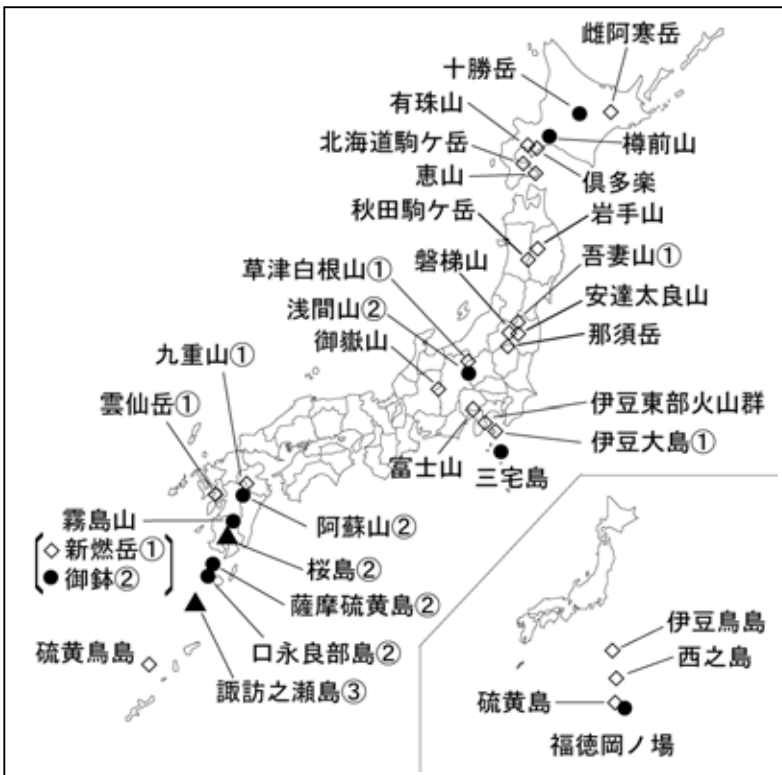 雌阿寒岳
十勝岳
有珠山
北海道駒ケ岳
樽前山
恵山
倶多楽
秋田駒ケ岳
岩手山
磐梯山
吾妻山①
草津白根山①
安達太良山
浅間山②
那須岳
御嶽山
九重山①
雲仙岳①
伊豆東部火山群
伊豆大島①
富士山
三宅島
霧島山
新燃岳①
御鉢②
阿蘇山②
桜島②
薩摩硫黄島②
口永良部島②
硫黄鳥島
諏訪之瀬島③
伊豆鳥島
西之島
硫黄島
福徳岡ノ場